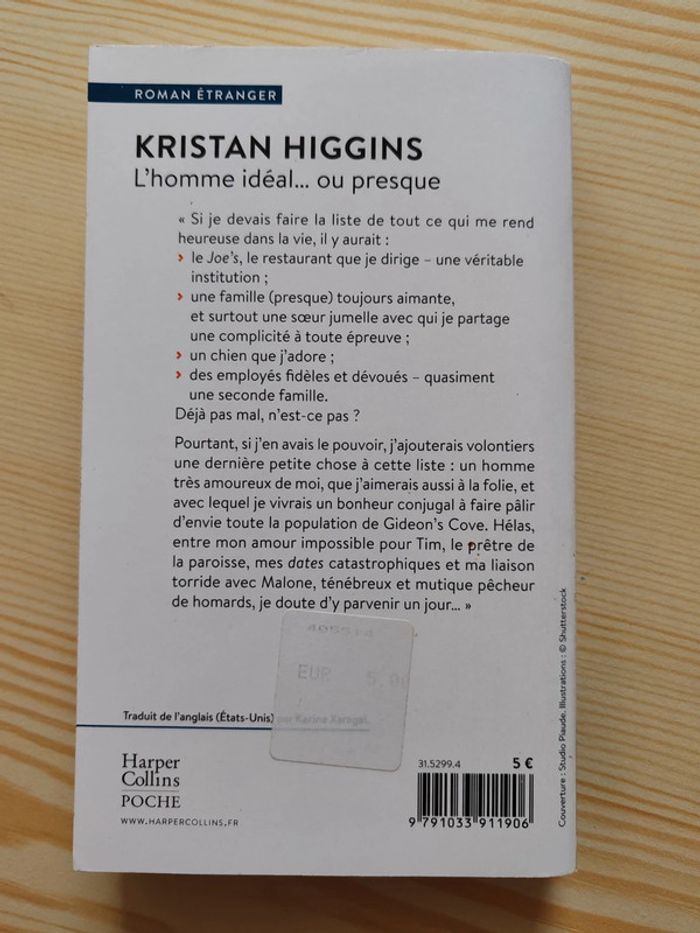 ROMAN ÉTRANGER
KRISTAN HIGGINS
L'homme idéal... ou presque
« Si je devais faire la liste de tout ce qui me rend
heureuse dans la vie, il y aurait :
› le Joe's, le restaurant que je dirige – une véritable
institution ;
› une famille (presque) toujours aimante,
et surtout une sœur jumelle avec qui je partage
une complicité à toute épreuve ;
› un chien que j'adore ;
› des employés fidèles et dévoués – quasiment
une seconde famille.
Déjà pas mal, n'est-ce pas ?
Pourtant, si j'en avais le pouvoir, j'ajouterais volontiers
une dernière petite chose à cette liste : un homme
très amoureux de moi, que j'aimerais aussi à la folie, et
avec lequel je vivrais un bonheur conjugal à faire pâlir
d'envie toute la population de Gideon's Cove. Hélas,
entre mon amour impossible pour Tim, le prêtre de
la paroisse, mes dates catastrophiques et ma liaison
torride avec Malone, ténébreux et mutique pêcheur
de homards, je doute d'y parvenir un jour... »
EUR
Traduit de l'anglais (États-Unis) par Karine Xaragai.
Harper
Collins
POCHE
WWW.HARPERCOLLINS.FR
31.5299.4
5 €
9 791033 911906
Couverture : Studio Piaude. Illustrations : © Shutterstock